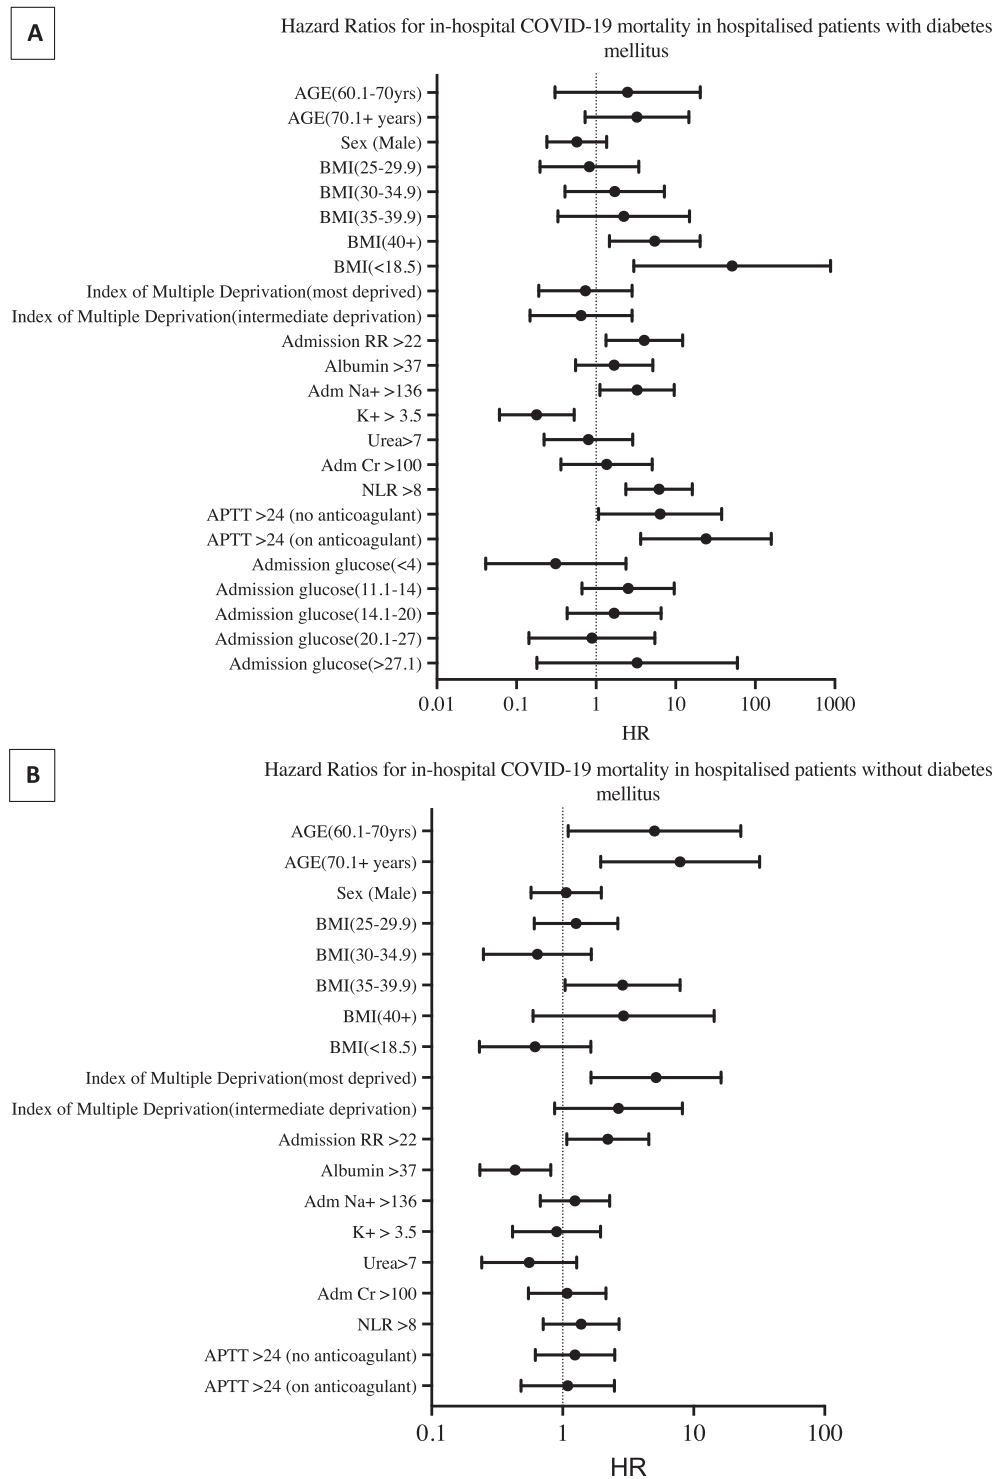 A
Hazard Ratios for in-hospital COVID-19 mortality in hospitalised patients with diabetes
mellitus
AGE(60.1-70yrs)
AGE(70.1+ years)
Sex (Male)
BMI(25-29.9)
BMI(30-34.9)
BMI(35-39.9)
BMI(40+)
BMI(<18.5)
Index of Multiple Deprivation(most deprived)
Index of Multiple Deprivation(intermediate deprivation)
Admission RR >22
Albumin >37
Adm Na+ >136
K+ > 3.5
Urea>7
Adm Cr >100
NLR >8
APTT >24 (no anticoagulant)
APTT >24 (on anticoagulant)
Admission glucose(<4)
Admission glucose(11.1-14)
Admission glucose(14.1-20)
Admission glucose(20.1-27)
Admission glucose(>27.1)
0.01 0.1 1 10 100 1000
HR
B
Hazard Ratios for in-hospital COVID-19 mortality in hospitalised patients without diabetes
mellitus
AGE(60.1-70yrs)
AGE(70.1+ years)
Sex (Male)
BMI(25-29.9)
BMI(30-34.9)
BMI(35-39.9)
BMI(40+)
BMI(<18.5)
Index of Multiple Deprivation(most deprived)
Index of Multiple Deprivation(intermediate deprivation)
Admission RR >22
Albumin >37
Adm Na+ >136
K+ > 3.5
Urea>7
Adm Cr >100
NLR >8
APTT >24 (no anticoagulant)
APTT >24 (on anticoagulant)
0.1 1 10 100
HR